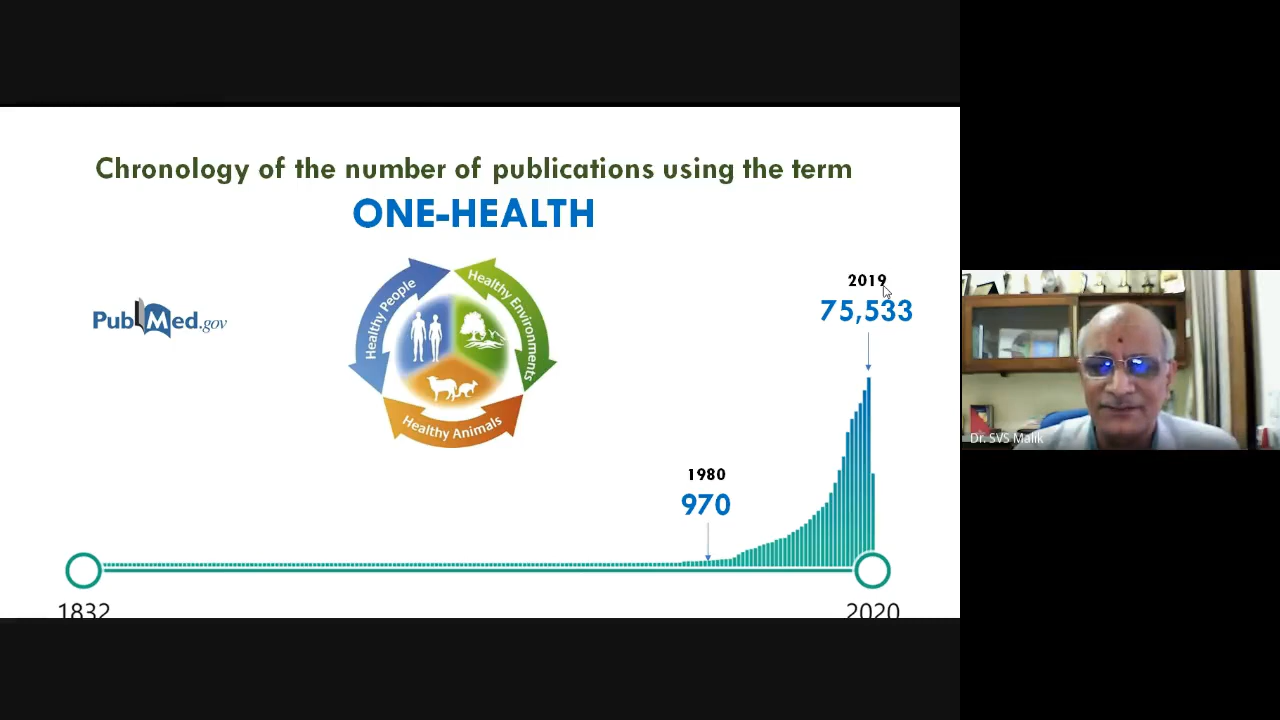 Chronology of the number of publications using the term
ONE-HEALTH
PubMed.gov
Healthy People
Healthy Environments
Healthy Animals
2019
75,533
1980
970
1832
2020
Dr. SVS Malik